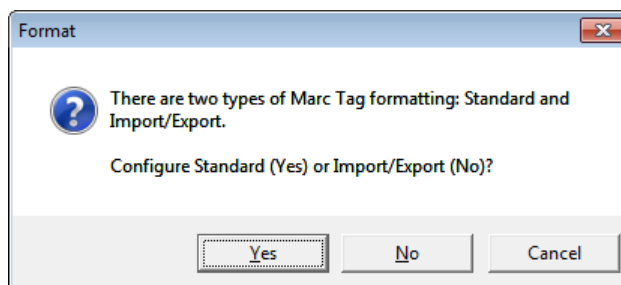 Format
There are two types of Marc Tag formatting: Standard and
Import/Export.
Configure Standard (Yes) or Import/Export (No)?
Yes
No
Cancel